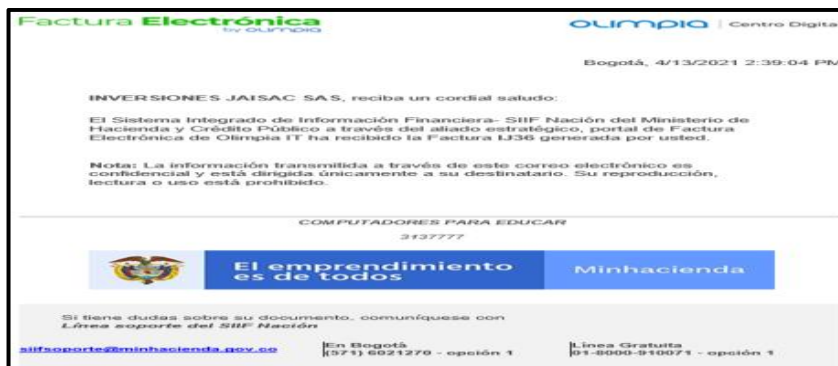 Factura Electrónica
by OLIMPIA
OLIMPIA | Centro Digital
Bogotá, 4/13/2021 2:39:04 PM
INVERSIONES JAISAC SAS, reciba un cordial saludo:
El Sistema Integrado de Información Financiera- SIIF Nación del Ministerio de
Hacienda y Crédito Público a través del aliado estratégico, portal de Factura
Electrónica de Olimpia IT ha recibido la Factura IJ36 generada por usted.
Nota: La información transmitida a través de este correo electrónico es
confidencial y está dirigida únicamente a su destinatario. Su reproducción,
lectura o uso está prohibido.
COMPUTADORES PARA EDUCAR
3137777
El emprendimiento
es de todos
Minhacienda
Si tiene dudas sobre su documento, comuníquese con
Línea soporte del SIIF Nación
siifsoporte@minhacienda.gov.co
En Bogotá
(571) 6021270 - opción 1
Línea Gratuita
01-8000-910071 - opción 1